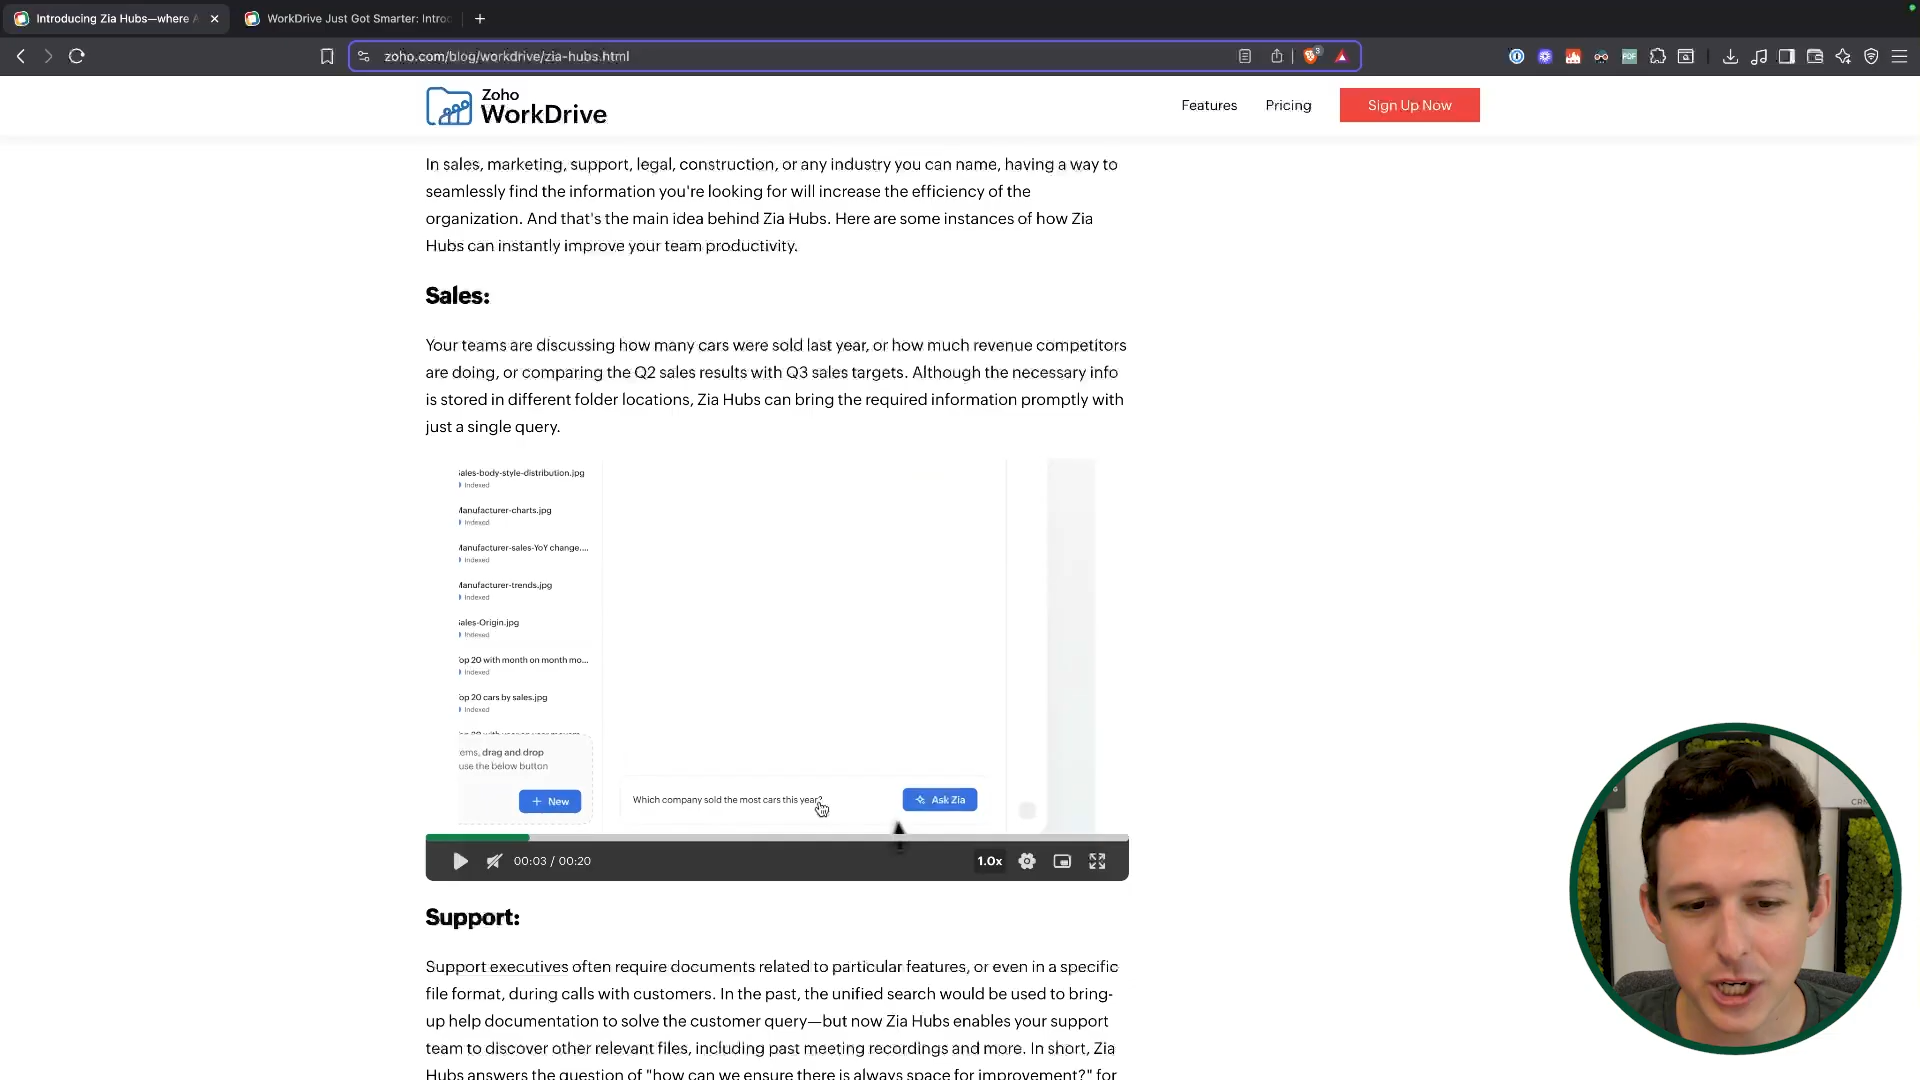 Introducing Zia Hubs—where A
WorkDrive Just Got Smarter: Intro
zoho.com/blog/workdrive/zia-hubs.html
3
PDF
Zoho
WorkDrive
Features
Pricing
Sign Up Now
In sales, marketing, support, legal, construction, or any industry you can name, having a way to
seamlessly find the information you're looking for will increase the efficiency of the
organization. And that's the main idea behind Zia Hubs. Here are some instances of how Zia
Hubs can instantly improve your team productivity.
Sales:
Your teams are discussing how many cars were sold last year, or how much revenue competitors
are doing, or comparing the Q2 sales results with Q3 sales targets. Although the necessary info
is stored in different folder locations, Zia Hubs can bring the required information promptly with
just a single query.
ales-body-style-distribution.jpg
Indexed
Manufacturer-charts.jpg
Indexed
Manufacturer-sales-YoY change....
Indexed
Manufacturer-trends.jpg
Indexed
ales-Origin.jpg
Indexed
op 20 with month on month mo...
Indexed
op 20 cars by sales.jpg
Indexed
ems, drag and drop
use the below button
+ New
Which company sold the most cars this year?
Ask Zia
00:03 / 00:20
1.0x
Support:
Support executives often require documents related to particular features, or even in a specific
file format, during calls with customers. In the past, the unified search would be used to bring-
up help documentation to solve the customer query—but now Zia Hubs enables your support
team to discover other relevant files, including past meeting recordings and more. In short, Zia
Hubs answers the question of "how can we ensure there is always space for improvement?" for
CRM